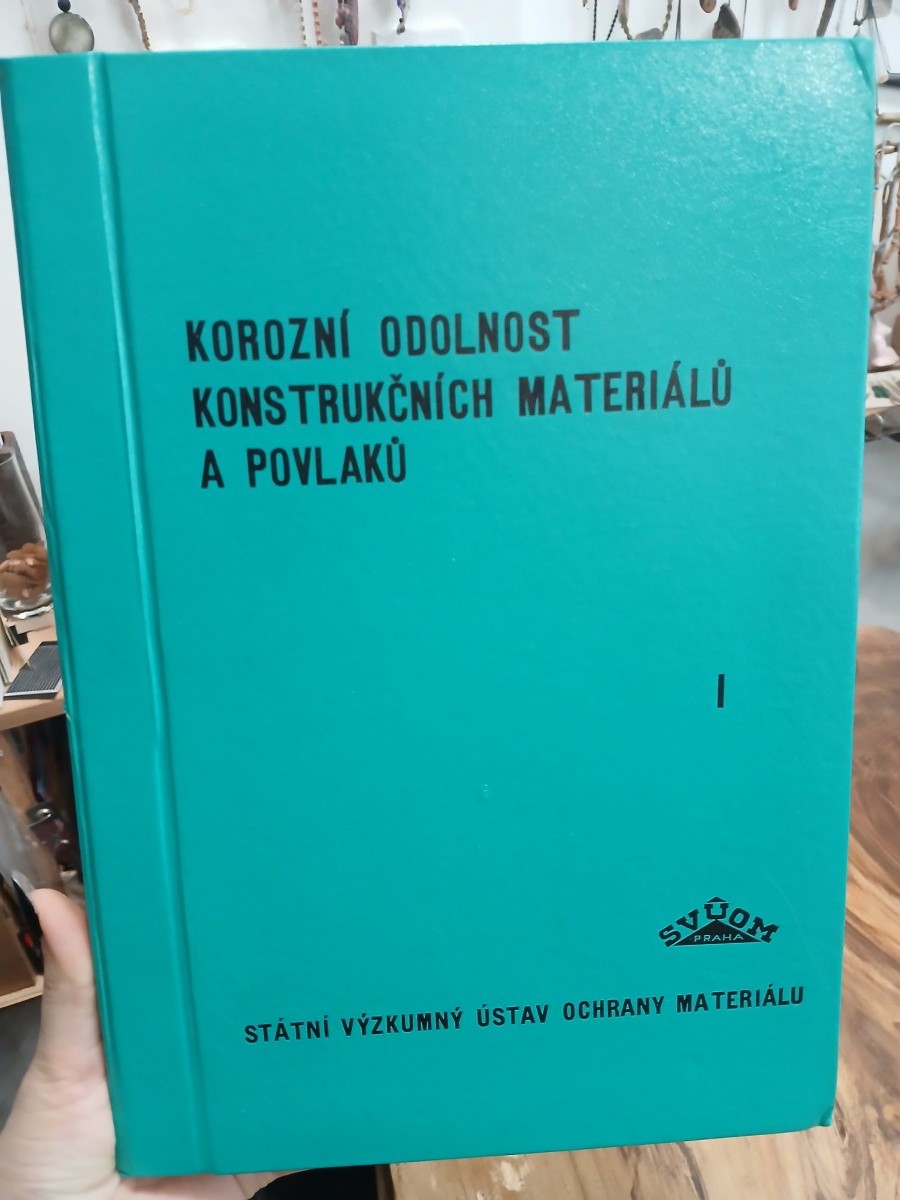 KOROZNÍ ODOLNOST
KONSTRUKČNÍCH MATERIÁLŮ
A POVLAKŮ
I
SVÚOM
PRAHA
STÁTNÍ VÝZKUMNÝ ÚSTAV OCHRANY MATERIÁLU